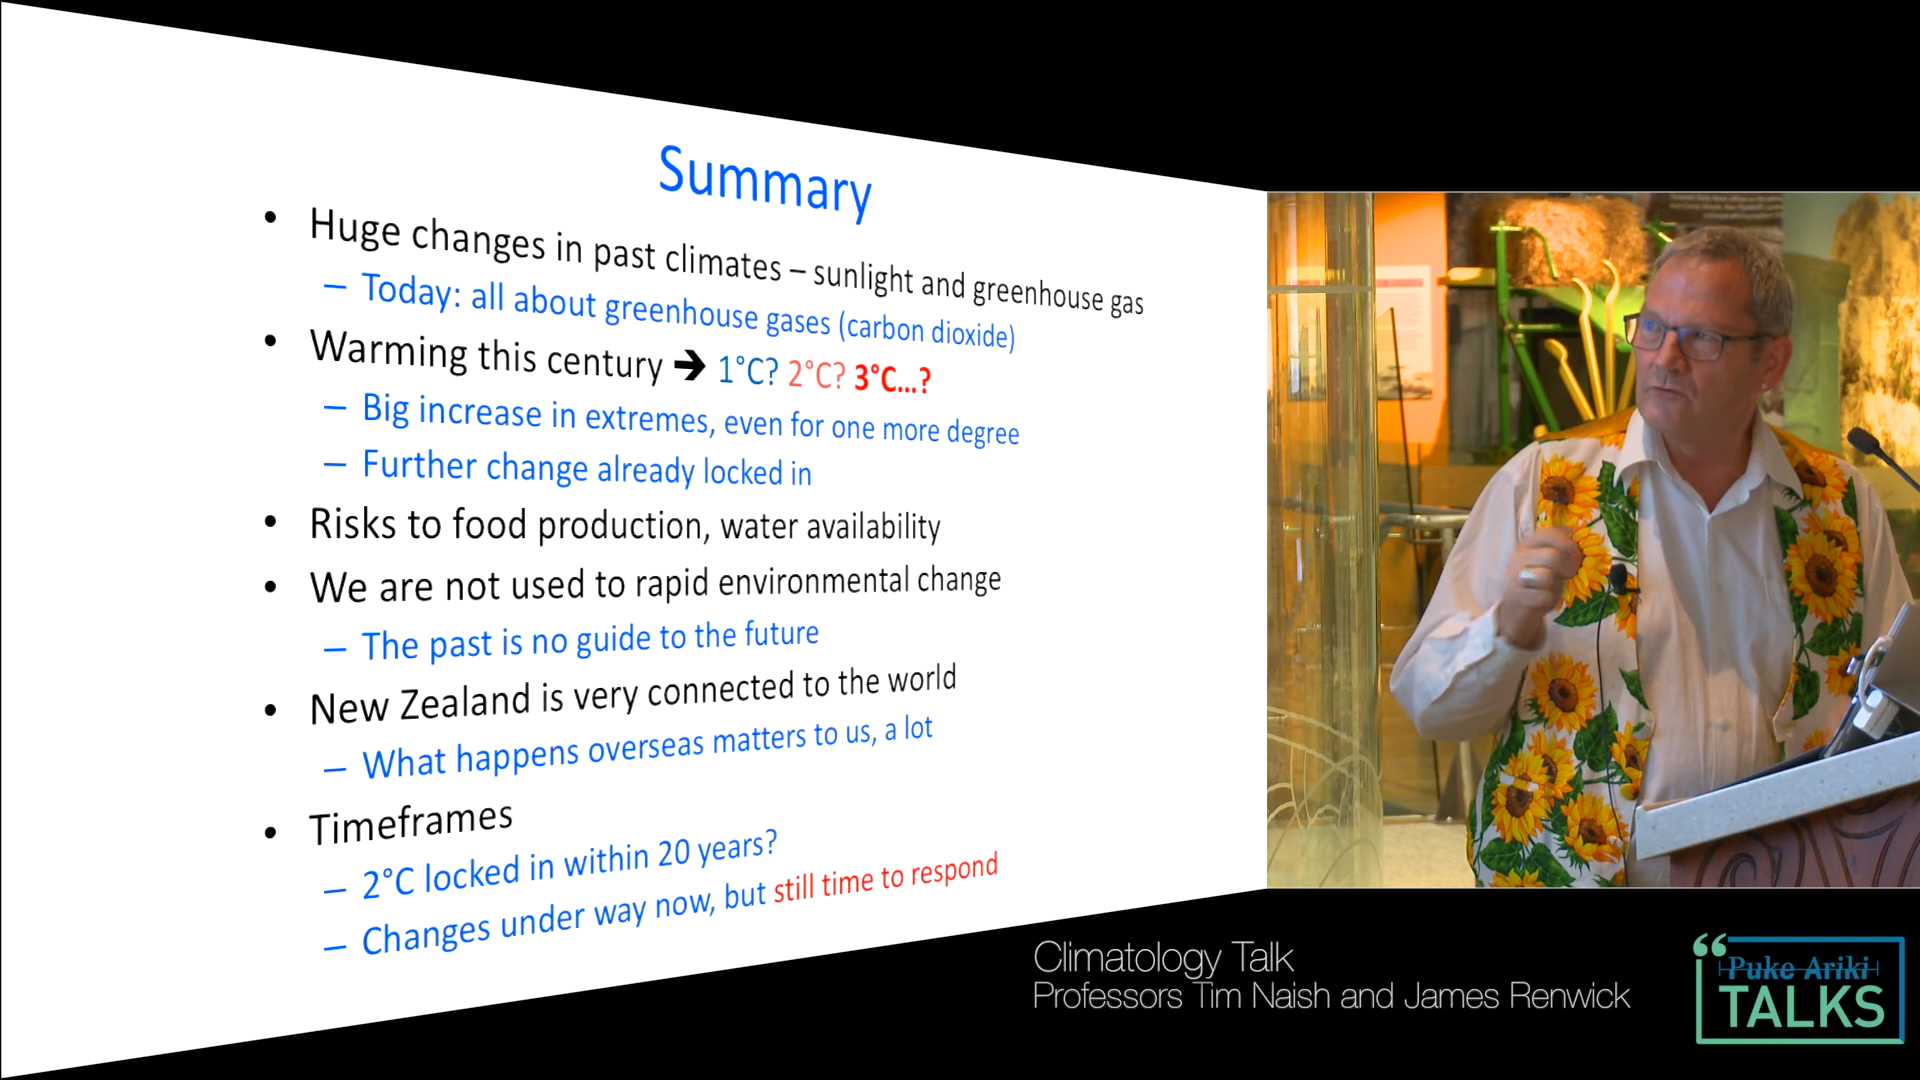 Summary
• Huge changes in past climates – sunlight and greenhouse gas
– Today: all about greenhouse gases (carbon dioxide)
• Warming this century ➔ 1°C? 2°C? 3°C...?
– Big increase in extremes, even for one more degree
– Further change already locked in
• Risks to food production, water availability
• We are not used to rapid environmental change
– The past is no guide to the future
• New Zealand is very connected to the world
– What happens overseas matters to us, a lot
• Timeframes
– 2°C locked in within 20 years?
– Changes under way now, but still time to respond
Climatology Talk
Professors Tim Naish and James Renwick
“ Puke Ariki
TALKS